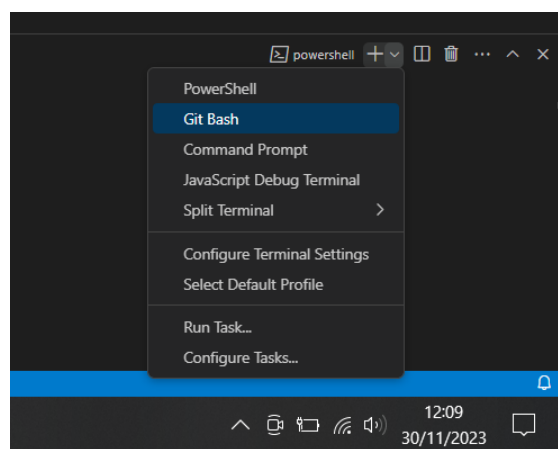 powershell
PowerShell
Git Bash
Command Prompt
JavaScript Debug Terminal
Split Terminal
Configure Terminal Settings
Select Default Profile
Run Task...
Configure Tasks...
12:09
30/11/2023